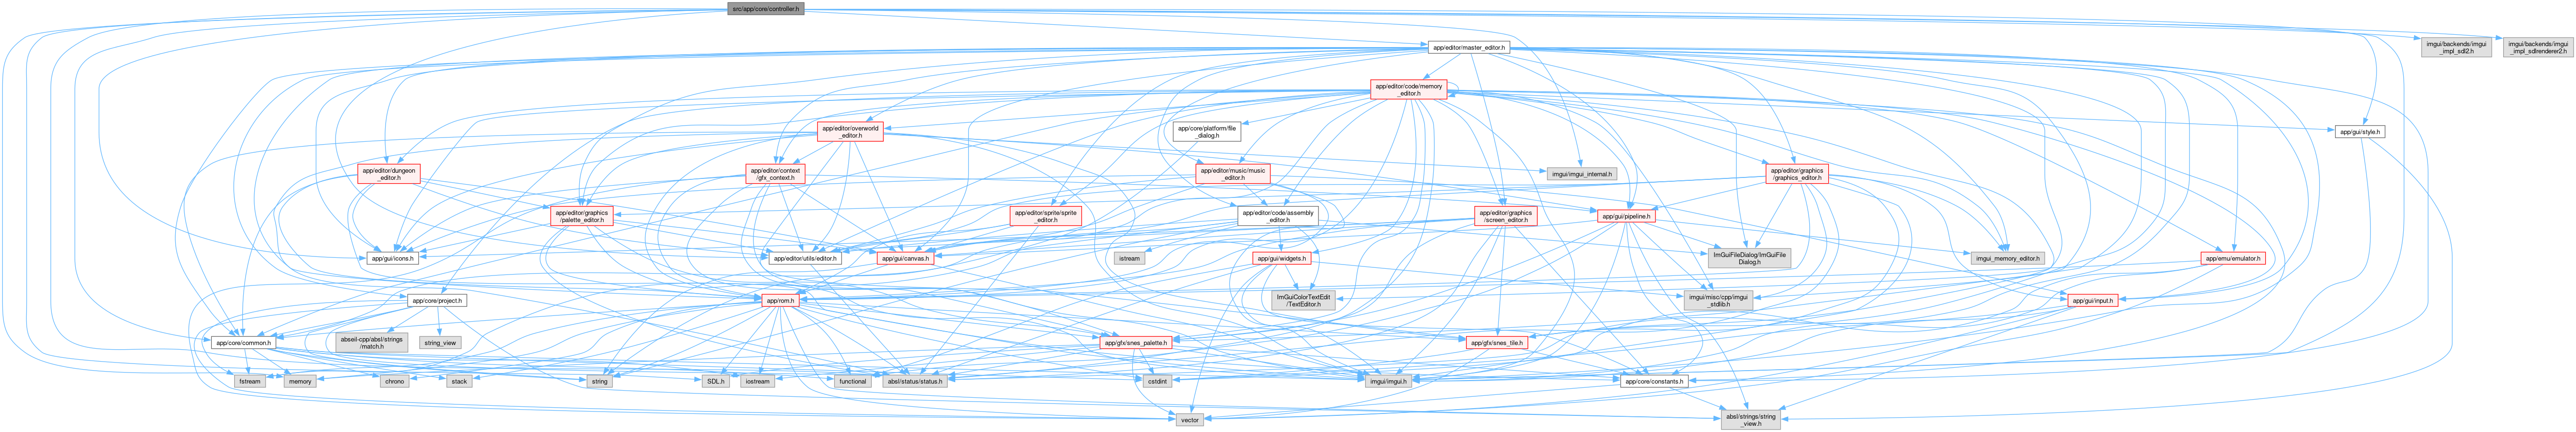 src/app/core/controller.h
app/editor/master_editor.h
imgui/backends/imgui
_impl_sdl2.h
imgui/backends/imgui
_impl_sdlrenderer2.h
app/editor/code/memory
_editor.h
app/editor/overworld
_editor.h
app/core/platform/file
_dialog.h
app/gui/style.h
app/editor/dungeon
_editor.h
app/editor/context
/gfx_context.h
app/editor/music/music
_editor.h
imgui/imgui_internal.h
app/editor/graphics
/graphics_editor.h
app/editor/graphics
/palette_editor.h
app/editor/sprite/sprite
_editor.h
app/editor/code/assembly
_editor.h
app/editor/graphics
/screen_editor.h
app/gui/pipeline.h
app/gui/icons.h
app/editor/utils/editor.h
app/gui/canvas.h
istream
app/gui/widgets.h
ImGuiFileDialog/ImGuiFile
Dialog.h
imgui_memory_editor.h
app/emu/emulator.h
app/core/project.h
app/rom.h
ImGuiColorTextEdit
/TextEditor.h
imgui/misc/cpp/imgui
_stdlib.h
app/gui/input.h
app/core/common.h
abseil-cpp/absl/strings
/match.h
string_view
app/gfx/snes_palette.h
app/gfx/snes_tile.h
fstream
memory
chrono
stack
string
SDL.h
iostream
functional
absl/status/status.h
cstdint
imgui/imgui.h
app/core/constants.h
vector
absl/strings/string
_view.h